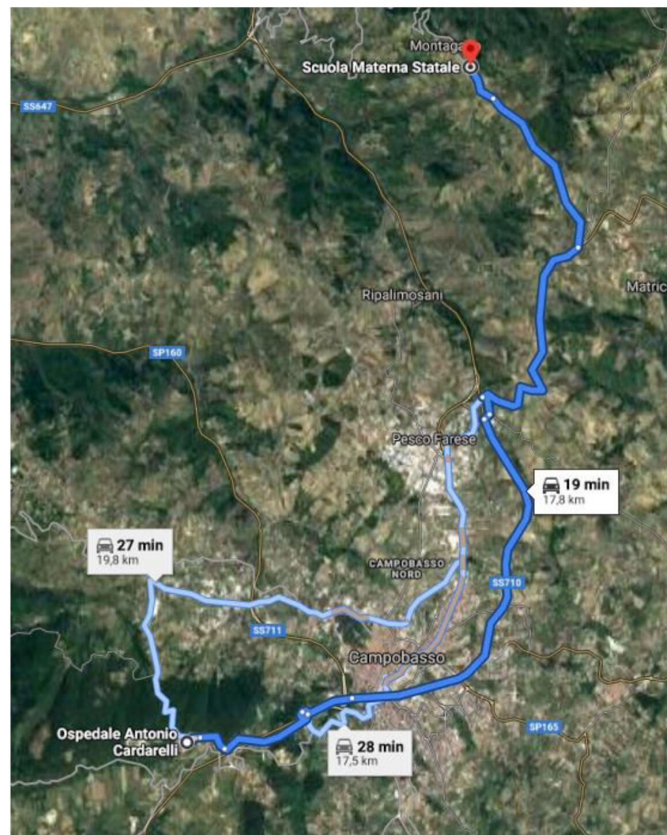 Montaga
Scuola Materna Statale
SS647
Ripalimosani
Matric
SP160
Pesco Farese
19 min
17,8 km
27 min
19,8 km
CAMPOBASSO
NORD
SS710
SS711
Campobasso
Ospedale Antonio
Cardarelli
SP165
28 min
17,5 km